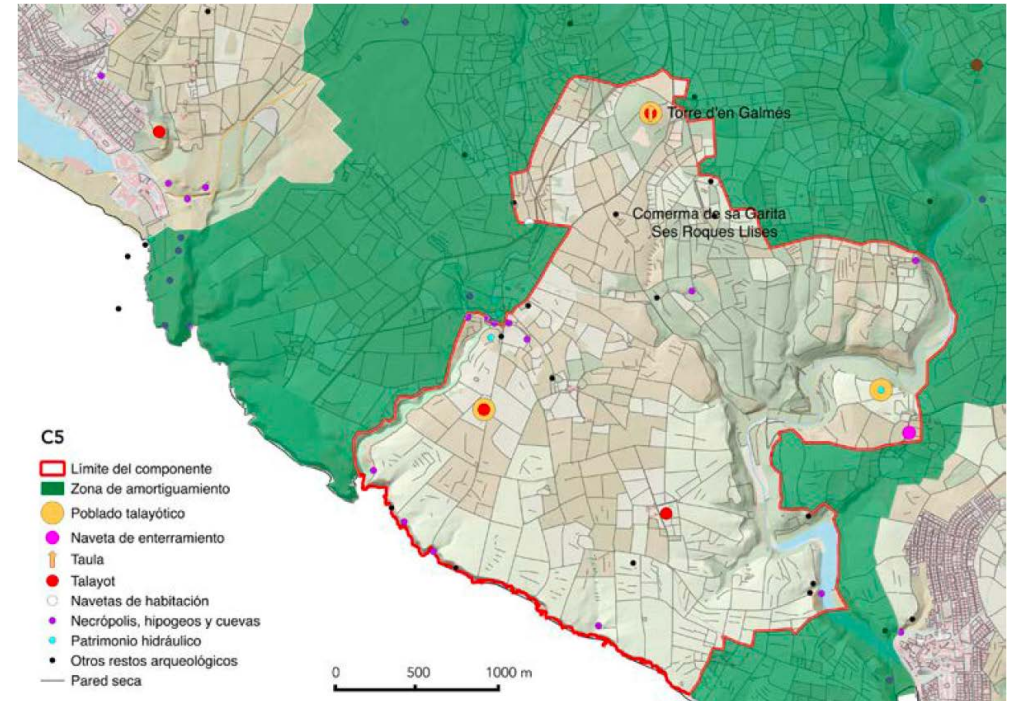 Torre d'en Galmés
Comerma de sa Garita
Ses Roques Llises
C5
Límite del componente
Zona de amortiguamiento
Poblado talayótico
Naveta de enterramiento
Taula
Talayot
Navetas de habitación
Necrópolis, hipogeos y cuevas
Patrimonio hidráulico
Otros restos arqueológicos
Pared seca
0 500 1000 m